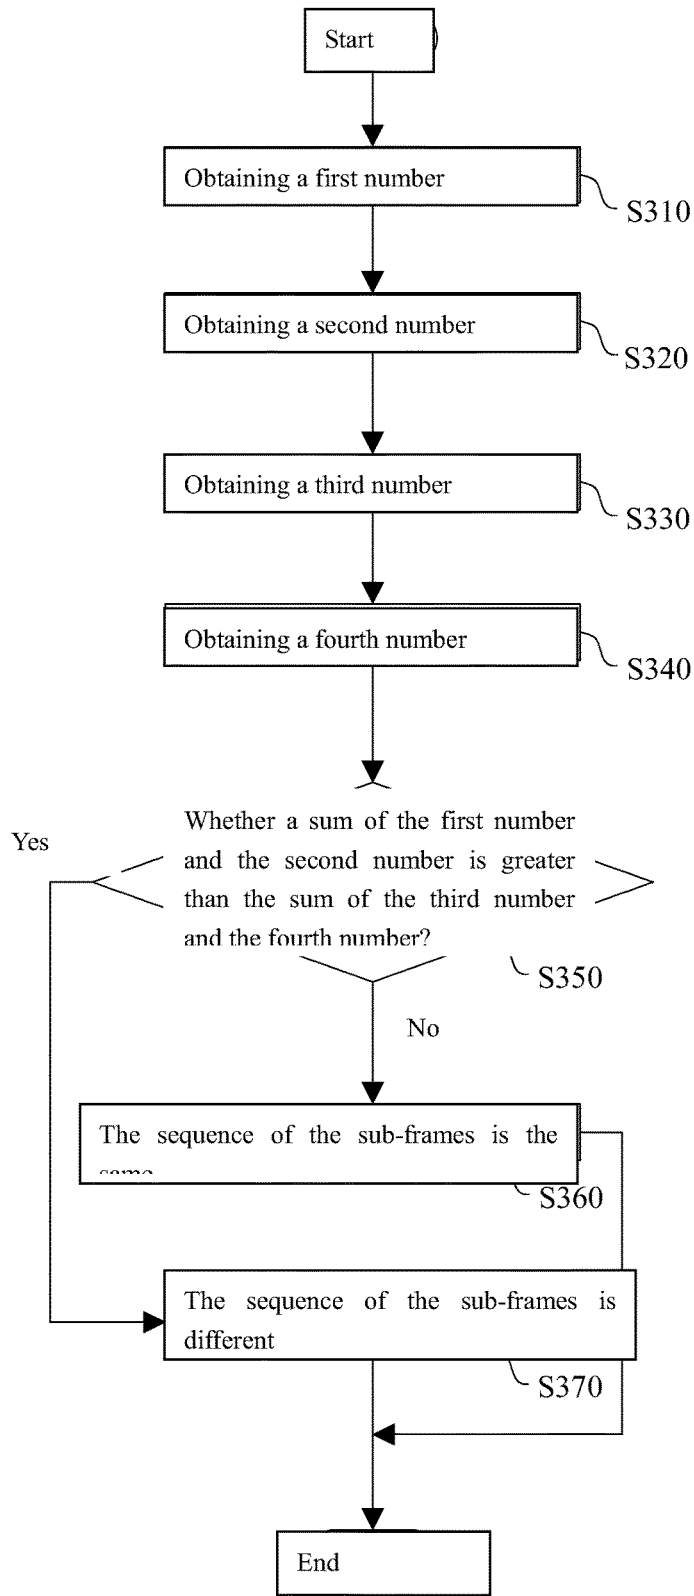 Start
Obtaining a first number
S310
Obtaining a second number
S320
Obtaining a third number
S330
Obtaining a fourth number
S340
Yes
Whether a sum of the first number
and the second number is greater
than the sum of the third number
and the fourth number?
S350
No
The sequence of the sub-frames is the
same
S360
The sequence of the sub-frames is
different
S370
End